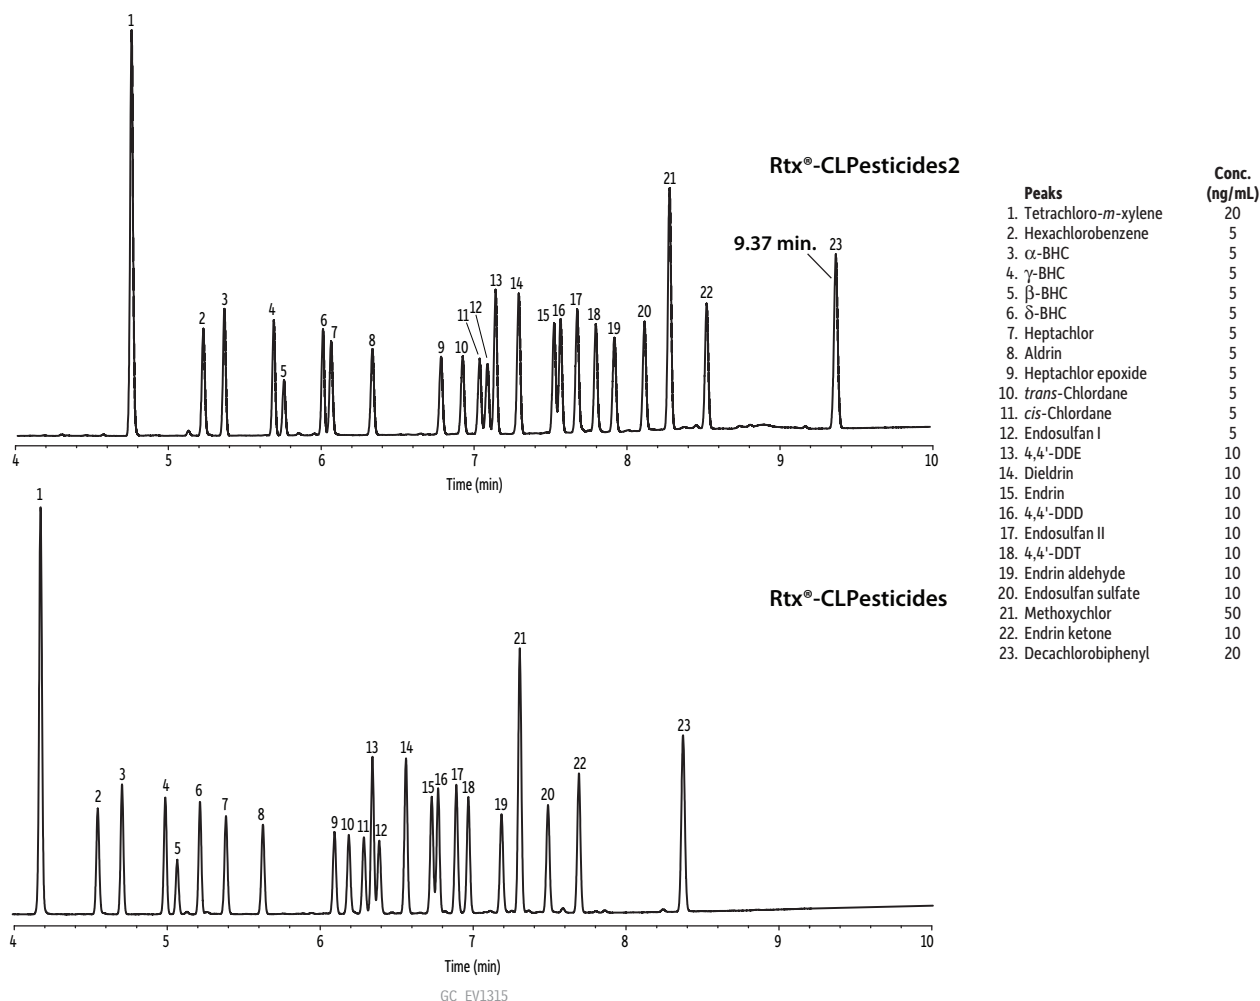 1
Rtx®-CLPesticides2
21
9.37 min. 23
13
14
12
11
22
3
2
4
6
7
5
8
9
10
15
16
17
18
19
20
4
5
6
7
8
9
10
Time (min)
1
Rtx®-CLPesticides
21
23
13
14
22
3
2
4
6
7
8
5
9
10
11
12
15
16
17
18
19
20
4
5
6
7
8
9
10
Time (min)
GC_EV1315
Conc.
Peaks (ng/mL)
1. Tetrachloro-m-xylene 20
2. Hexachlorobenzene 5
3. α-BHC 5
4. γ-BHC 5
5. β-BHC 5
6. δ-BHC 5
7. Heptachlor 5
8. Aldrin 5
9. Heptachlor epoxide 5
10. trans-Chlordane 5
11. cis-Chlordane 5
12. Endosulfan I 5
13. 4,4'-DDE 10
14. Dieldrin 10
15. Endrin 10
16. 4,4'-DDD 10
17. Endosulfan II 10
18. 4,4'-DDT 10
19. Endrin aldehyde 10
20. Endosulfan sulfate 10
21. Methoxychlor 50
22. Endrin ketone 10
23. Decachlorobiphenyl 20